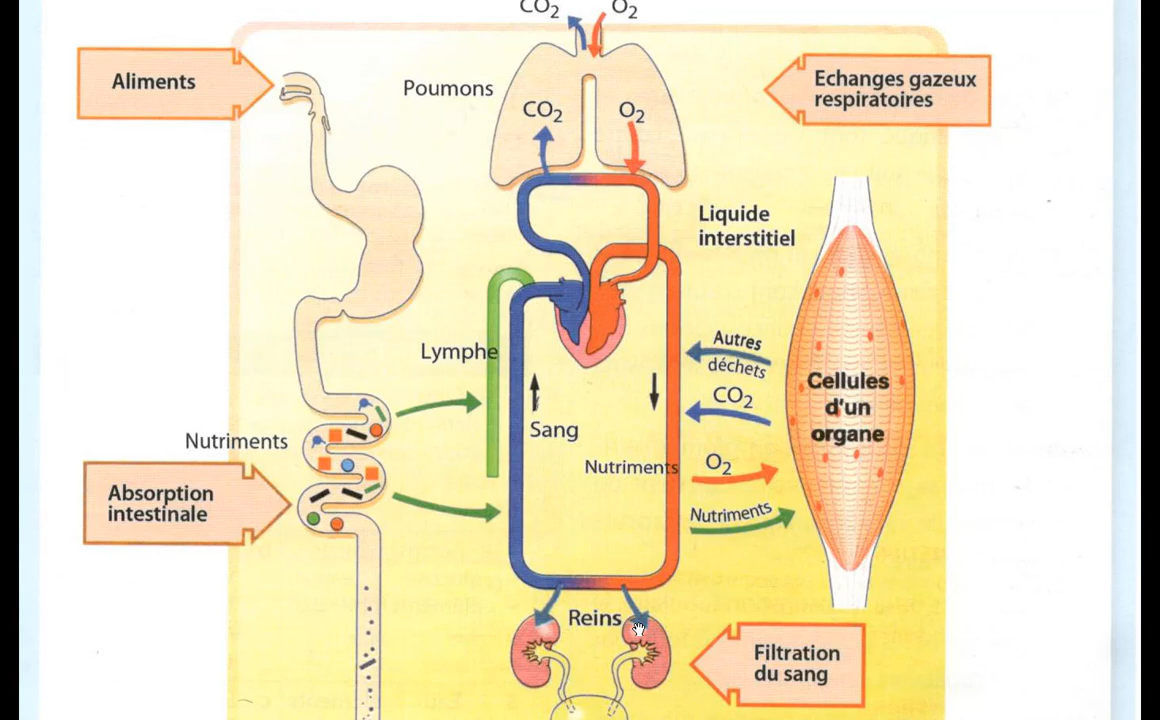 CO2
O2
Aliments
Poumons
Echanges gazeux
respiratoires
CO2
O2
Liquide
interstitiel
Lymphe
Autres
déchets
CO2
Cellules
d'un
organe
Sang
Nutriments
Nutriments
O2
Absorption
intestinale
Nutriments
Reins
Filtration
du sang